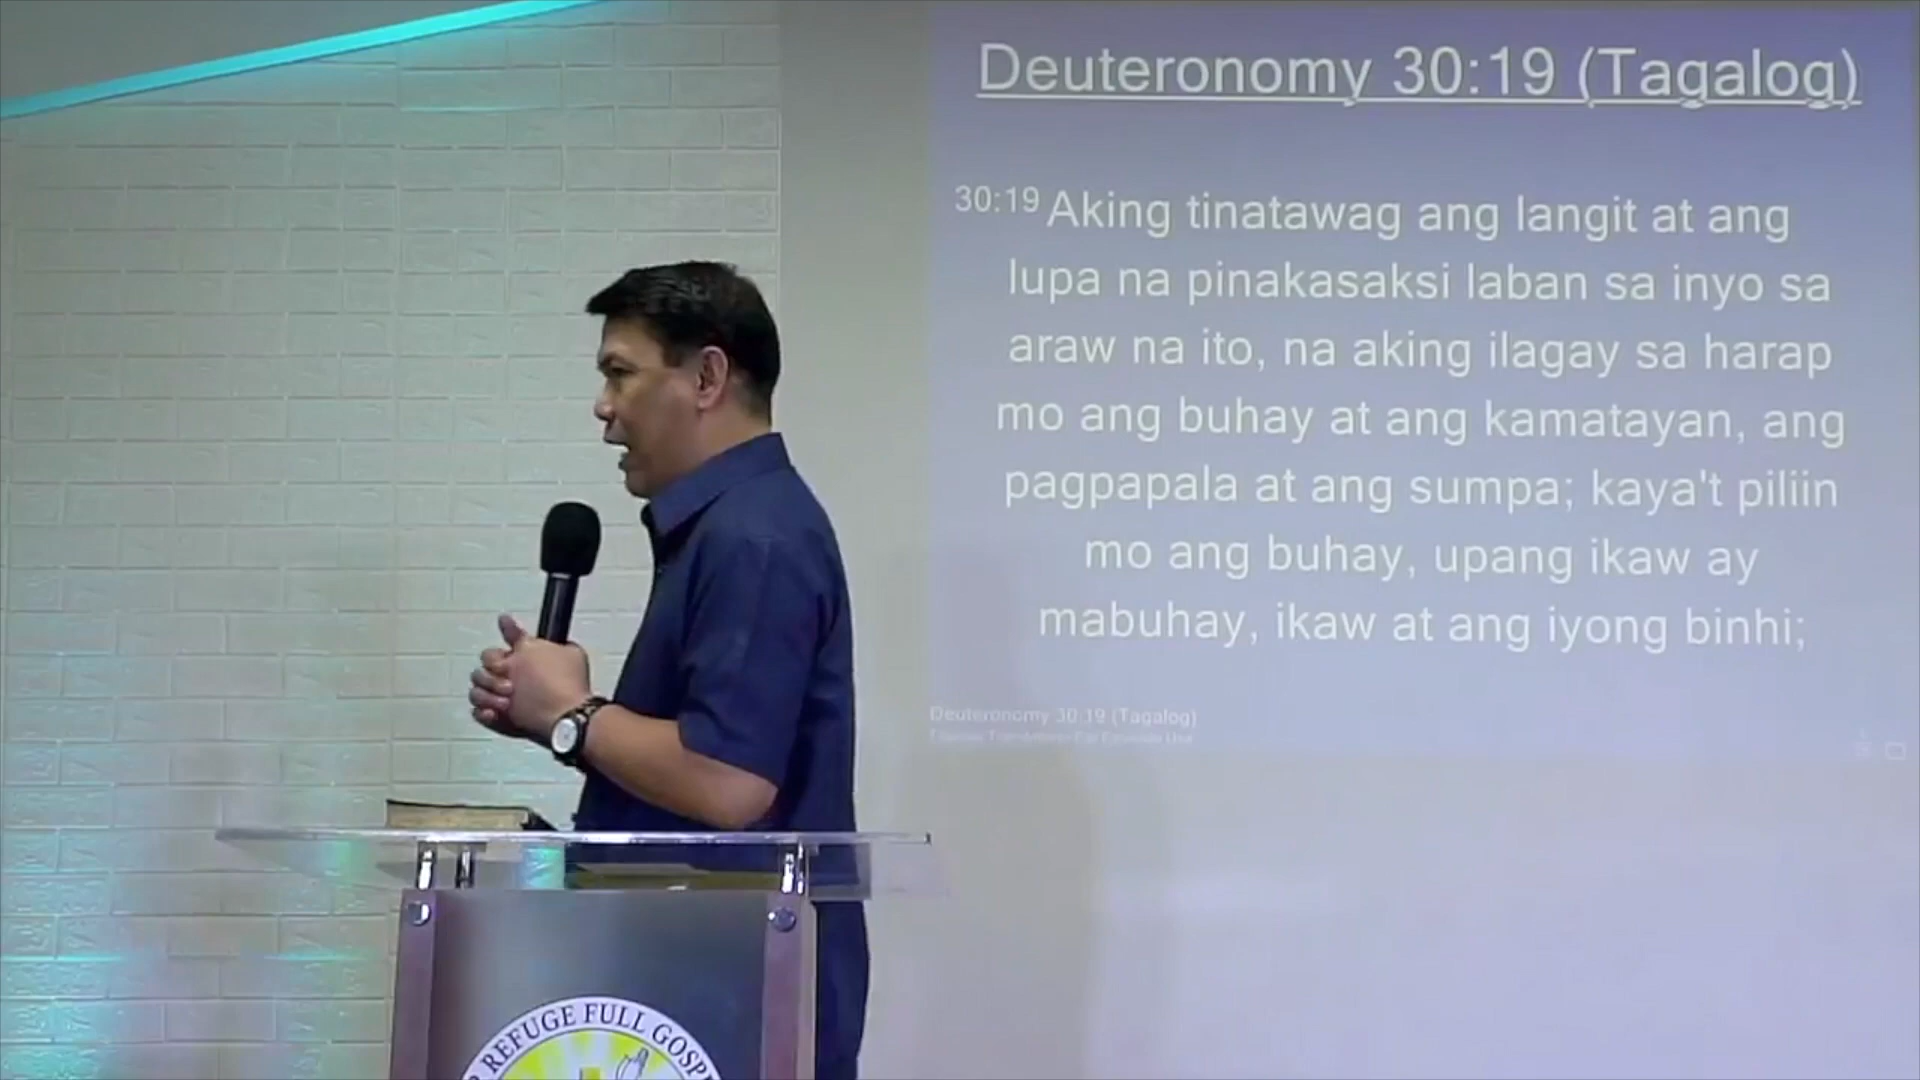 Deuteronomy 30:19 (Tagalog)
30:19 Aking tinatawag ang langit at ang
lupa na pinakasaksi laban sa inyo sa
araw na ito, na aking ilagay sa harap
mo ang buhay at ang kamatayan, ang
pagpapala at ang sumpa; kaya't piliin
mo ang buhay, upang ikaw ay
mabuhay, ikaw at ang iyong binhi;
Deuteronomy 30:19 (Tagalog)
REFUGE FULL GOSPE